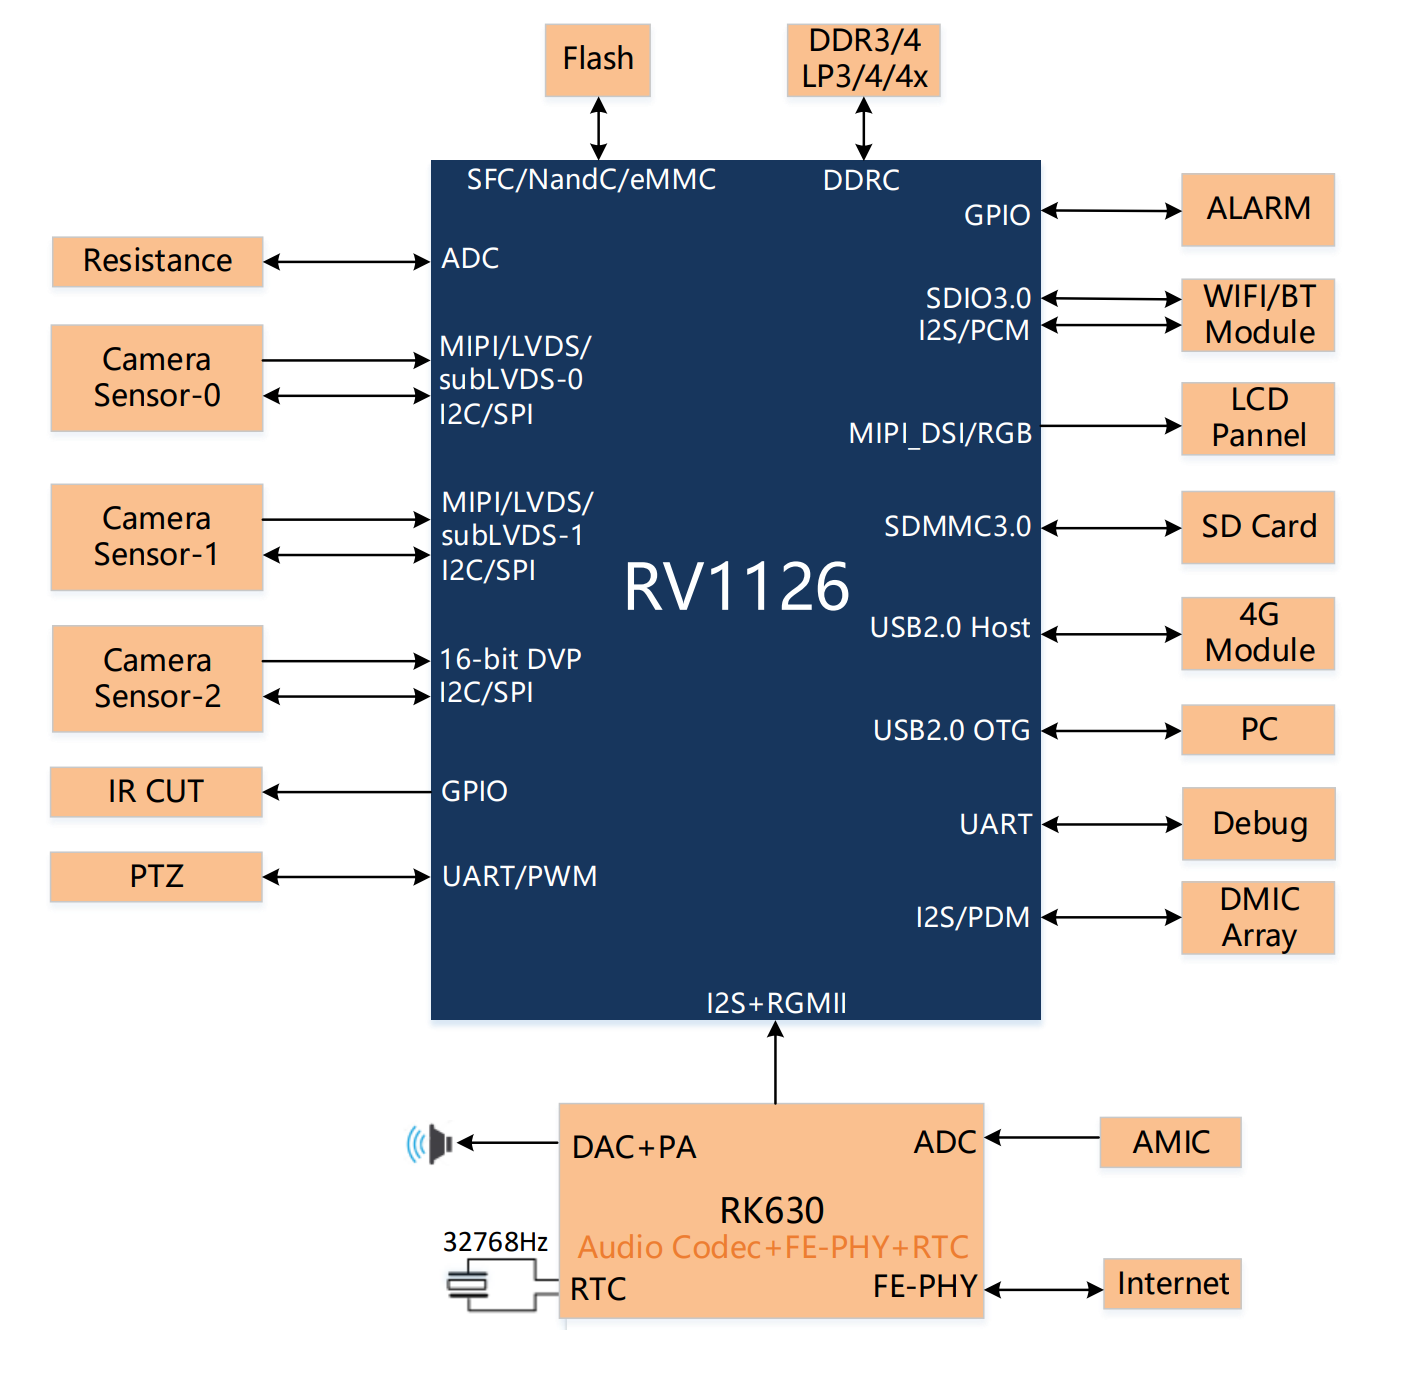 Flash
DDR3/4
LP3/4/4x
SFC/NandC/eMMC
DDRC
GPIO
ALARM
Resistance
ADC
SDIO3.0
I2S/PCM
WIFI/BT
Module
Camera
Sensor-0
MIPI/LVDS/
subLVDS-0
I2C/SPI
MIPI_DSI/RGB
LCD
Pannel
Camera
Sensor-1
MIPI/LVDS/
subLVDS-1
I2C/SPI
SDMMC3.0
SD Card
RV1126
USB2.0 Host
4G
Module
Camera
Sensor-2
16-bit DVP
I2C/SPI
USB2.0 OTG
PC
IR CUT
GPIO
UART
Debug
PTZ
UART/PWM
I2S/PDM
DMIC
Array
I2S+RGMII
DAC+PA
ADC
AMIC
RK630
Audio Codec+FE-PHY+RTC
32768Hz
RTC
FE-PHY
Internet